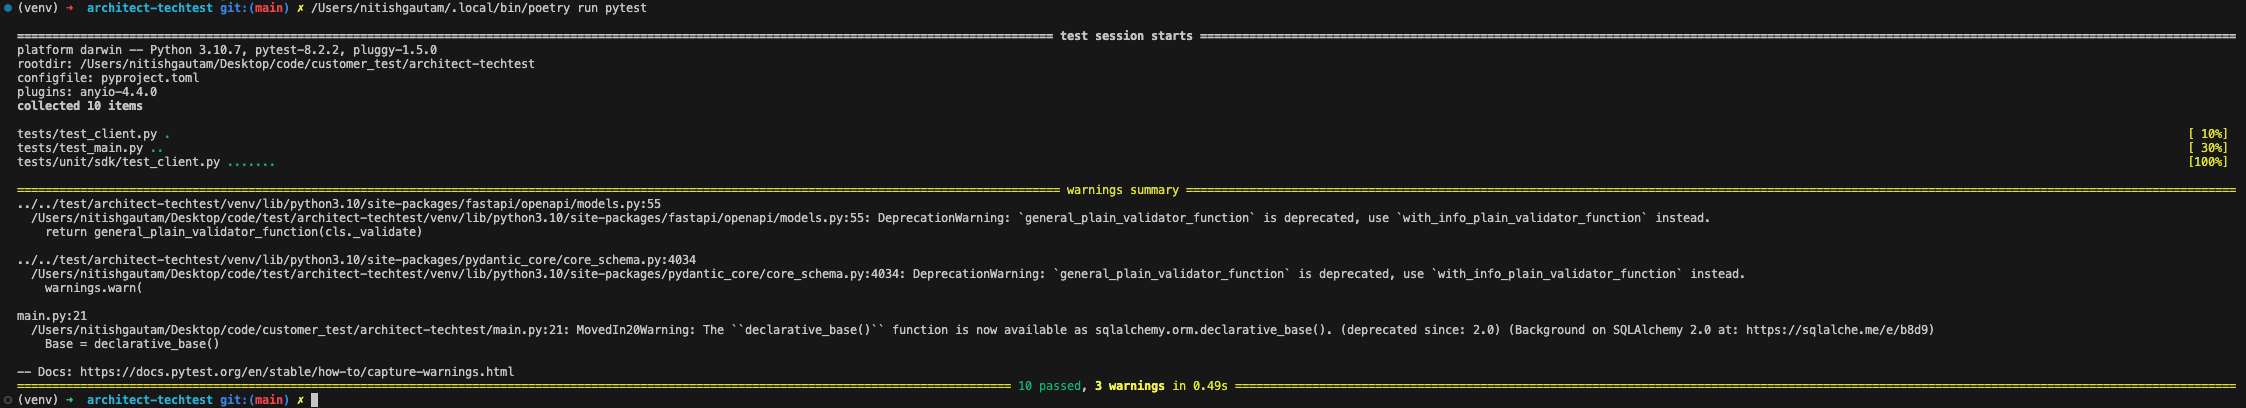 (venv) ➜ architect-techtest git:(main) ✗ /Users/nitishgautam/.local/bin/poetry run pytest
test session starts
platform darwin -- Python 3.10.7, pytest-8.2.2, pluggy-1.5.0
rootdir: /Users/nitishgautam/Desktop/code/customer_test/architect-techtest
configfile: pyproject.toml
plugins: anyio-4.4.0
collected 10 items
tests/test_client.py . [ 10%]
tests/test_main.py .. [ 30%]
tests/unit/sdk/test_client.py ....... [100%]
warnings summary
../../test/architect-techtest/venv/lib/python3.10/site-packages/fastapi/openapi/models.py:55
/Users/nitishgautam/Desktop/code/test/architect-techtest/venv/lib/python3.10/site-packages/fastapi/openapi/models.py:55: DeprecationWarning: `general_plain_validator_function` is deprecated, use `with_info_plain_validator_function` instead.
return general_plain_validator_function(cls._validate)
../../test/architect-techtest/venv/lib/python3.10/site-packages/pydantic_core/core_schema.py:4034
/Users/nitishgautam/Desktop/code/test/architect-techtest/venv/lib/python3.10/site-packages/pydantic_core/core_schema.py:4034: DeprecationWarning: `general_plain_validator_function` is deprecated, use `with_info_plain_validator_function` instead.
warnings.warn(
main.py:21
/Users/nitishgautam/Desktop/code/customer_test/architect-techtest/main.py:21: MovedIn20Warning: The ``declarative_base()`` function is now available as sqlalchemy.orm.declarative_base(). (deprecated since: 2.0) (Background on SQLAlchemy 2.0 at: https://sqlalche.me/e/b8d9)
Base = declarative_base()
-- Docs: https://docs.pytest.org/en/stable/how-to/capture-warnings.html
10 passed, 3 warnings in 0.49s
(venv) ➜ architect-techtest git:(main) ✗